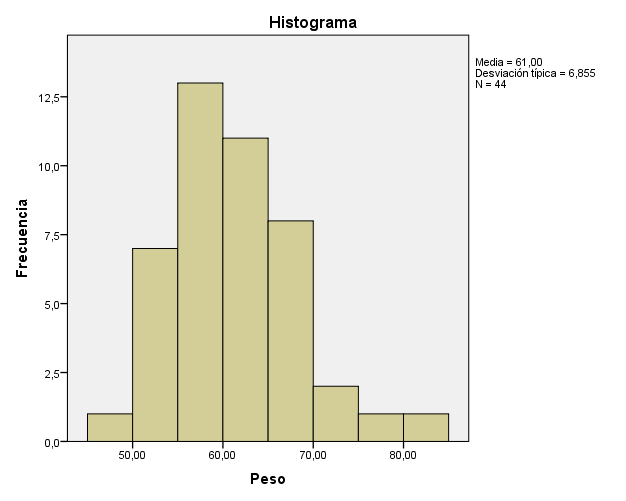 Histograma
Media = 61,00
Desviación típica = 6,855
N = 44
12,5
10,0
7,5
5,0
2,5
0,0
Frecuencia
50,00
60,00
70,00
80,00
Peso